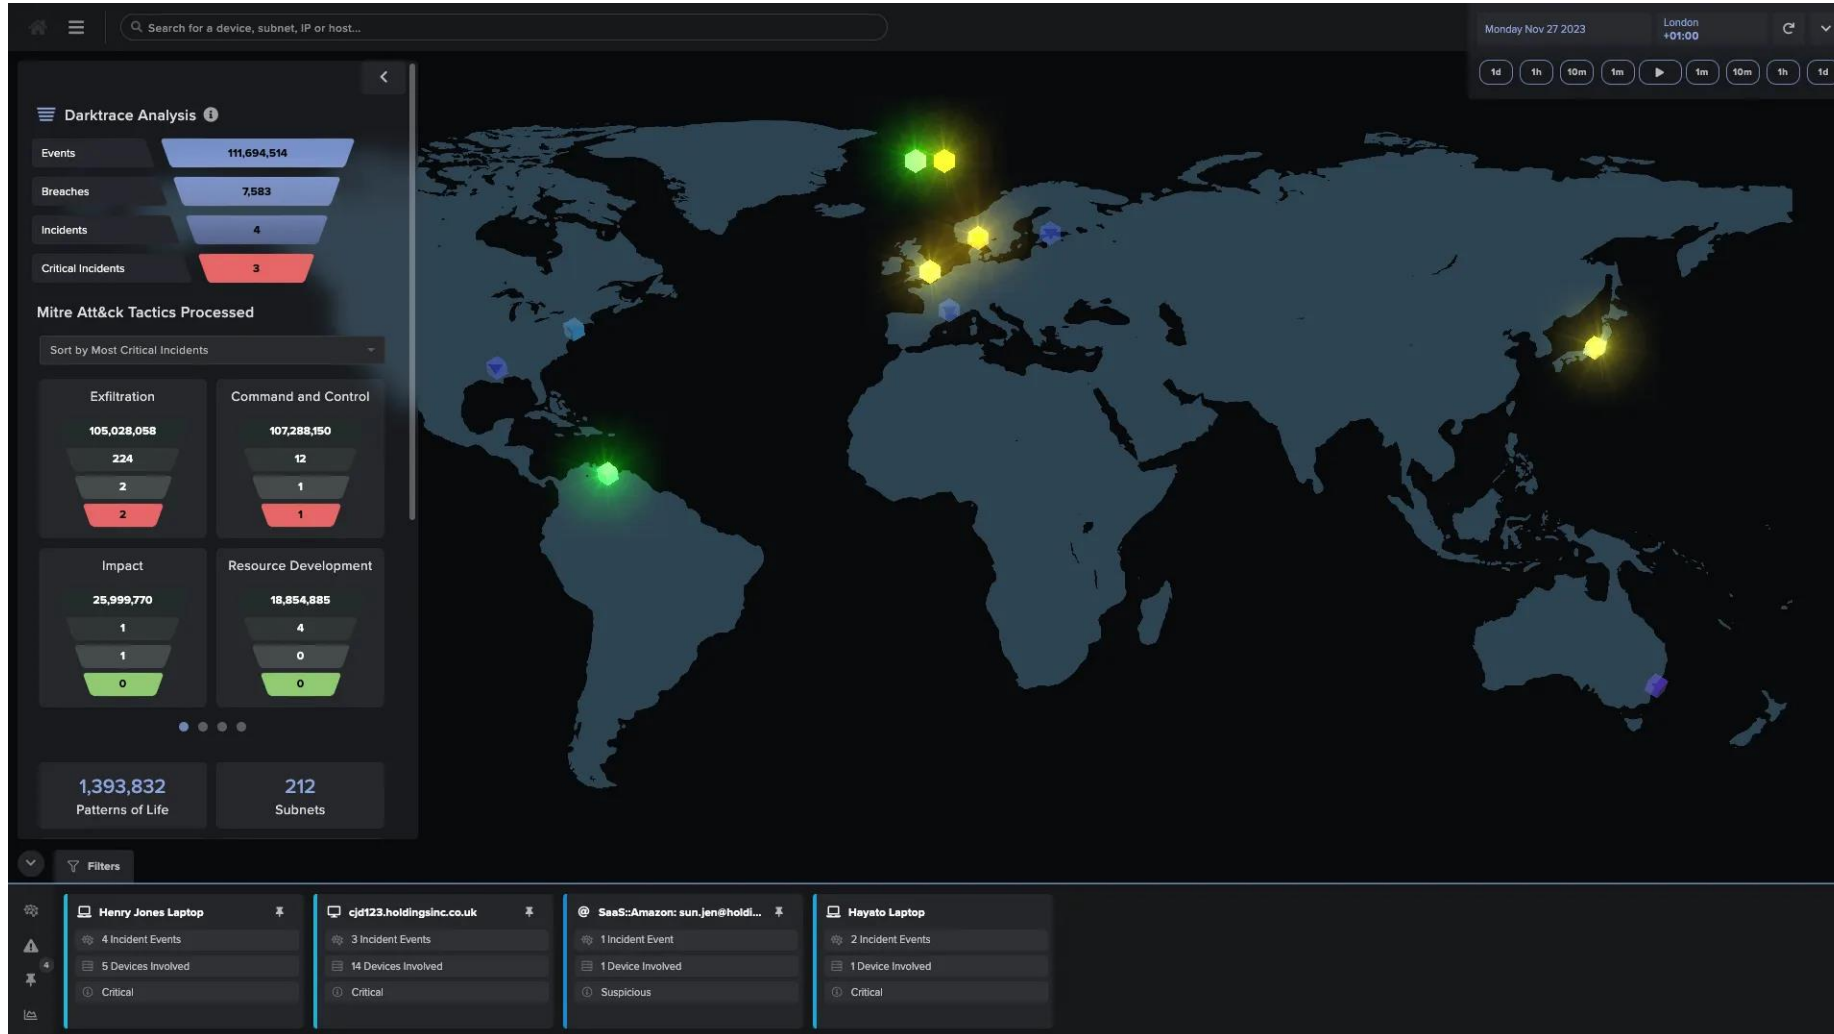 Search for a device, subnet, IP or host...
Monday Nov 27 2023
London
+01:00
1d 1h 10m 1m 1m 10m 1h 1d
Darktrace Analysis
Events 111,694,514
Breaches 7,583
Incidents 4
Critical Incidents 3
Mitre Att&ck Tactics Processed
Sort by Most Critical Incidents
Exfiltration
105,028,058
224
2
2
Command and Control
107,288,150
12
1
1
Impact
25,999,770
1
1
0
Resource Development
18,854,885
4
0
0
1,393,832
Patterns of Life
212
Subnets
Filters
4
Henry Jones Laptop
4 Incident Events
5 Devices Involved
Critical
cjd123.holdingsinc.co.uk
3 Incident Events
14 Devices Involved
Critical
@ SaaS::Amazon: sun.jen@holdi...
1 Incident Event
1 Device Involved
Suspicious
Hayato Laptop
2 Incident Events
1 Device Involved
Critical